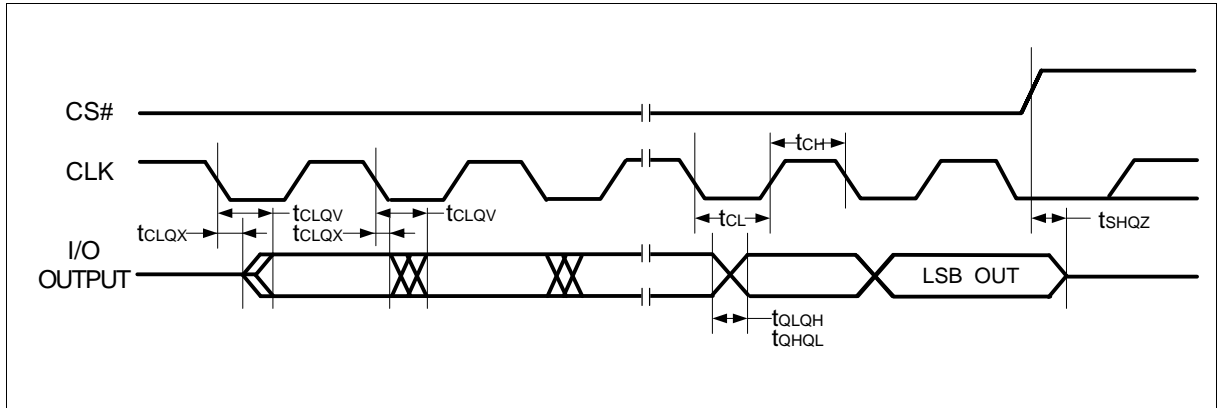 CS#
CLK
tCH
tCLQV
tCLQV
tCL
tSHQZ
tCLQX
tCLQX
I/O
OUTPUT
LSB OUT
tQLQH
tQHQL